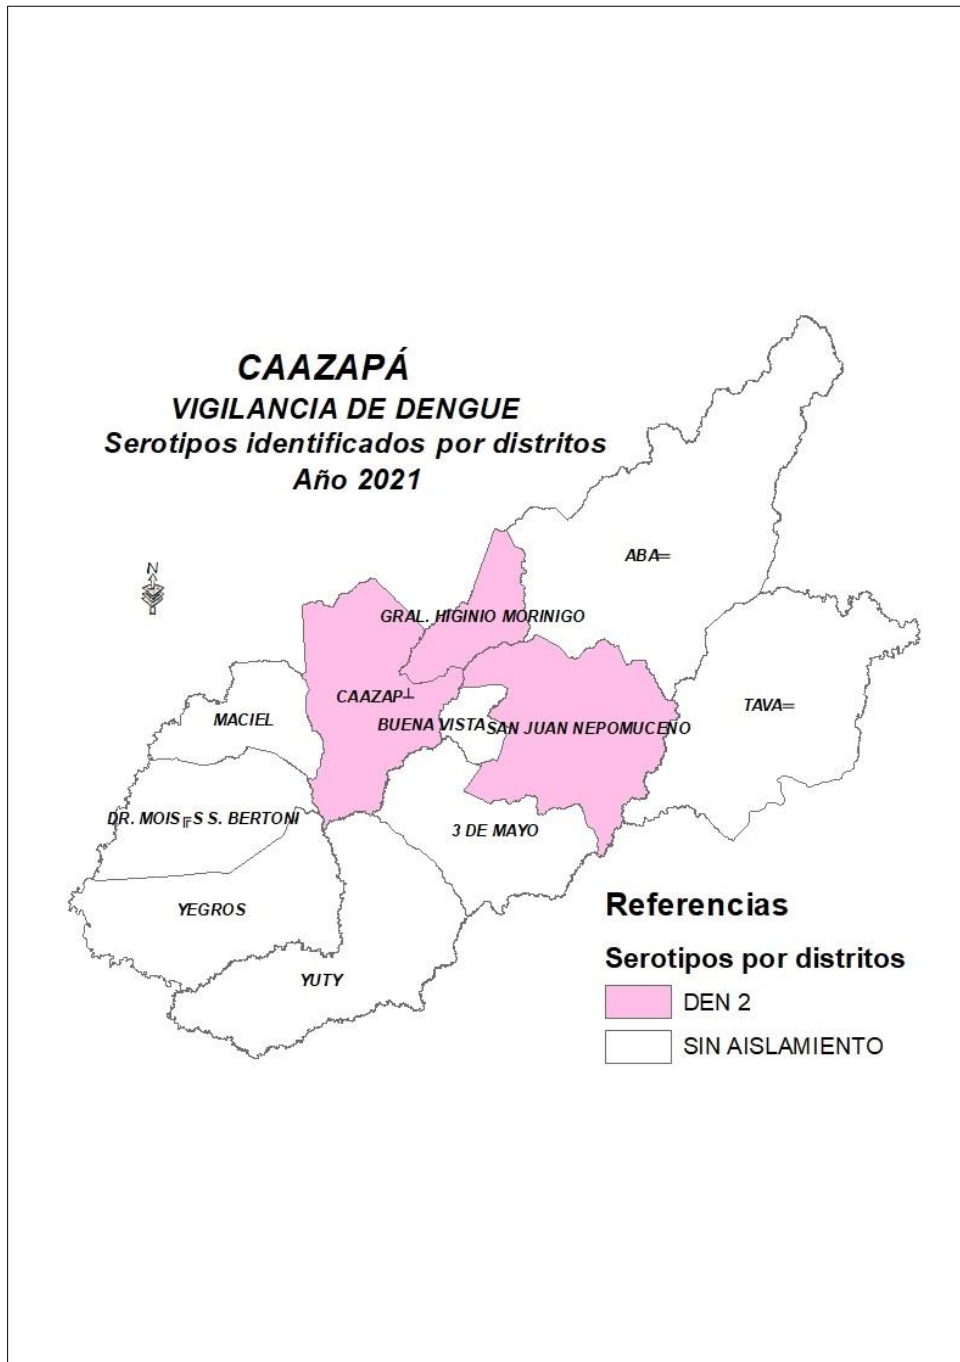 CAAZAPÁ
VIGILANCIA DE DENGUE
Serotipos identificados por distritos
Año 2021
N
ABA═
GRAL. HIGINIO MORINIGO
CAAZAP┴
TAVA═
MACIEL
BUENA VISTA
SAN JUAN NEPOMUCENO
DR. MOIS╔S S. BERTONI
3 DE MAYO
YEGROS
YUTY
Referencias
Serotipos por distritos
DEN 2
SIN AISLAMIENTO